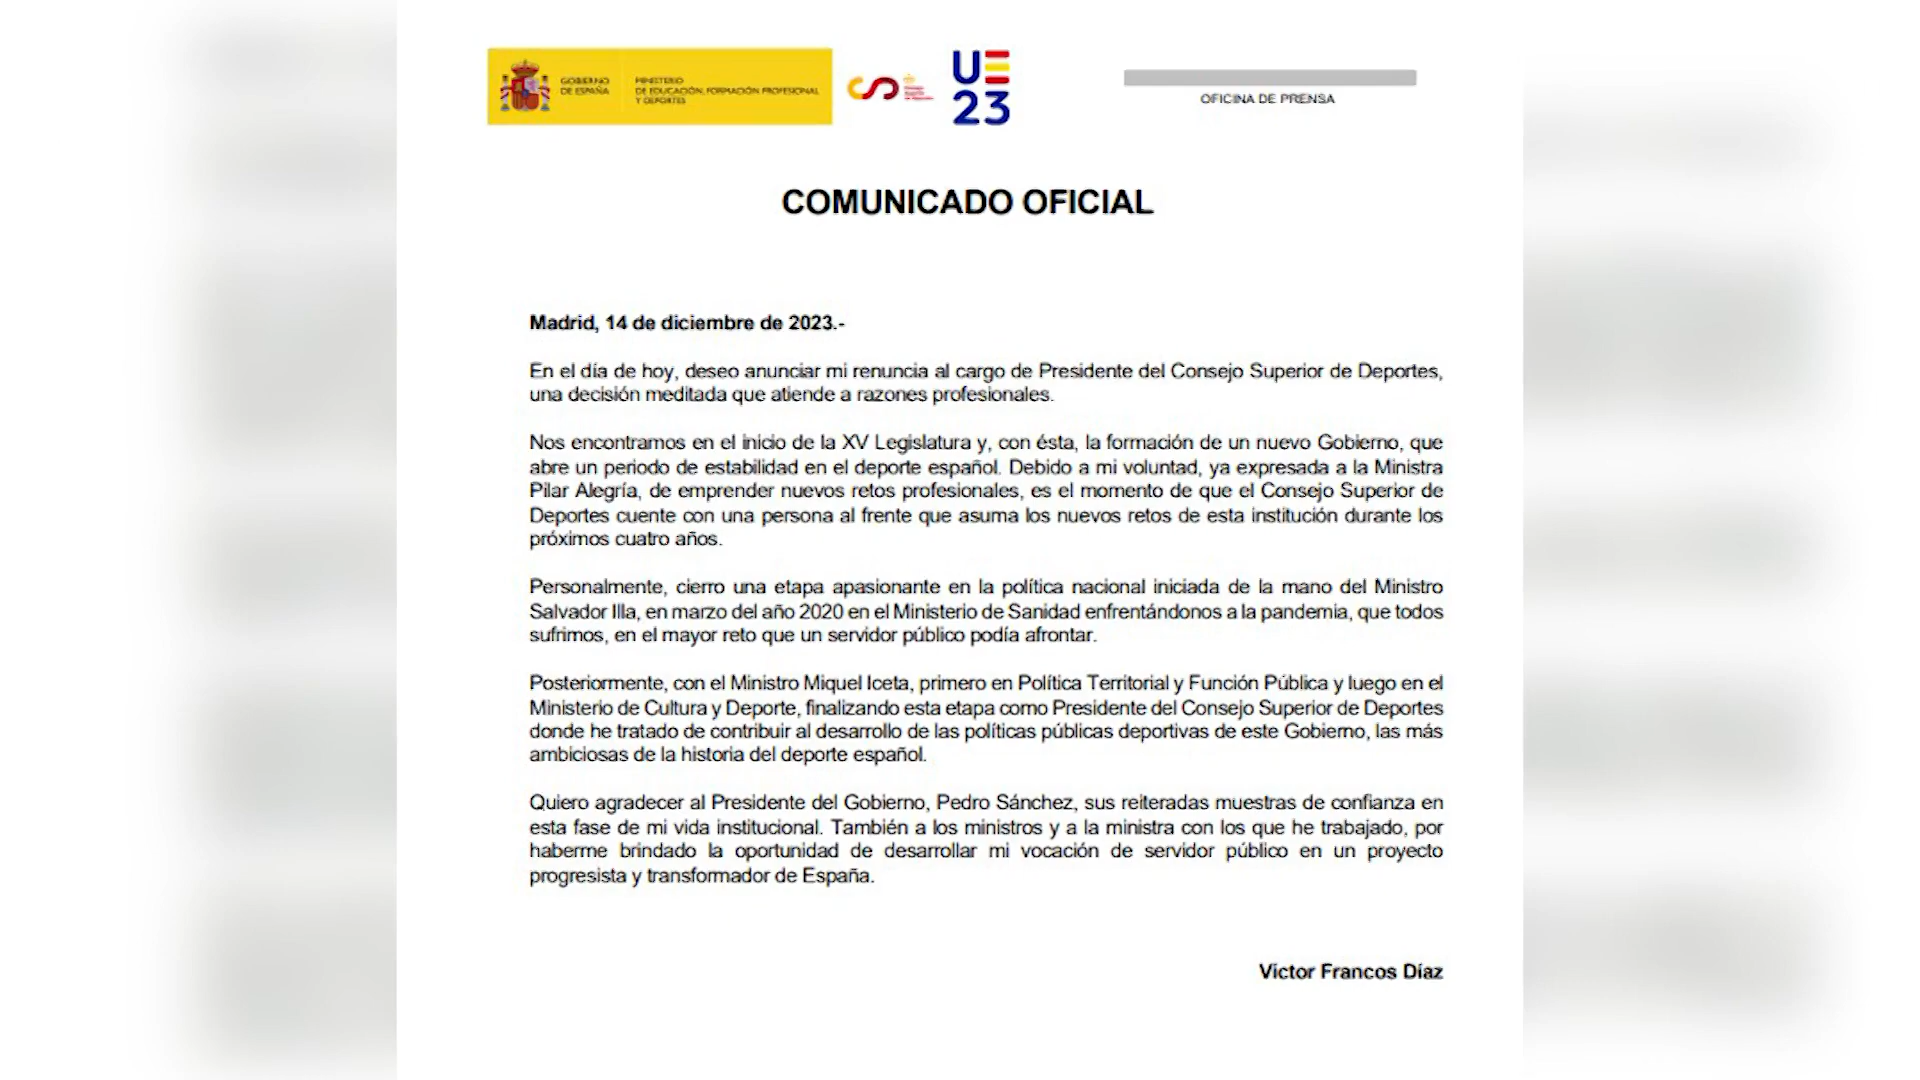 GOBIERNO
DE ESPAÑA
MINISTERIO
DE EDUCACIÓN, FORMACIÓN PROFESIONAL
Y DEPORTES
UE
23
OFICINA DE PRENSA
COMUNICADO OFICIAL
Madrid, 14 de diciembre de 2023.-
En el día de hoy, deseo anunciar mi renuncia al cargo de Presidente del Consejo Superior de Deportes,
una decisión meditada que atiende a razones profesionales.
Nos encontramos en el inicio de la XV Legislatura y, con ésta, la formación de un nuevo Gobierno, que
abre un periodo de estabilidad en el deporte español. Debido a mi voluntad, ya expresada a la Ministra
Pilar Alegría, de emprender nuevos retos profesionales, es el momento de que el Consejo Superior de
Deportes cuente con una persona al frente que asuma los nuevos retos de esta institución durante los
próximos cuatro años.
Personalmente, cierro una etapa apasionante en la política nacional iniciada de la mano del Ministro
Salvador Illa, en marzo del año 2020 en el Ministerio de Sanidad enfrentándonos a la pandemia, que todos
sufrimos, en el mayor reto que un servidor público podía afrontar.
Posteriormente, con el Ministro Miquel Iceta, primero en Política Territorial y Función Pública y luego en el
Ministerio de Cultura y Deporte, finalizando esta etapa como Presidente del Consejo Superior de Deportes
donde he tratado de contribuir al desarrollo de las políticas públicas deportivas de este Gobierno, las más
ambiciosas de la historia del deporte español.
Quiero agradecer al Presidente del Gobierno, Pedro Sánchez, sus reiteradas muestras de confianza en
esta fase de mi vida institucional. También a los ministros y a la ministra con los que he trabajado, por
haberme brindado la oportunidad de desarrollar mi vocación de servidor público en un proyecto
progresista y transformador de España.
Víctor Francos Díaz